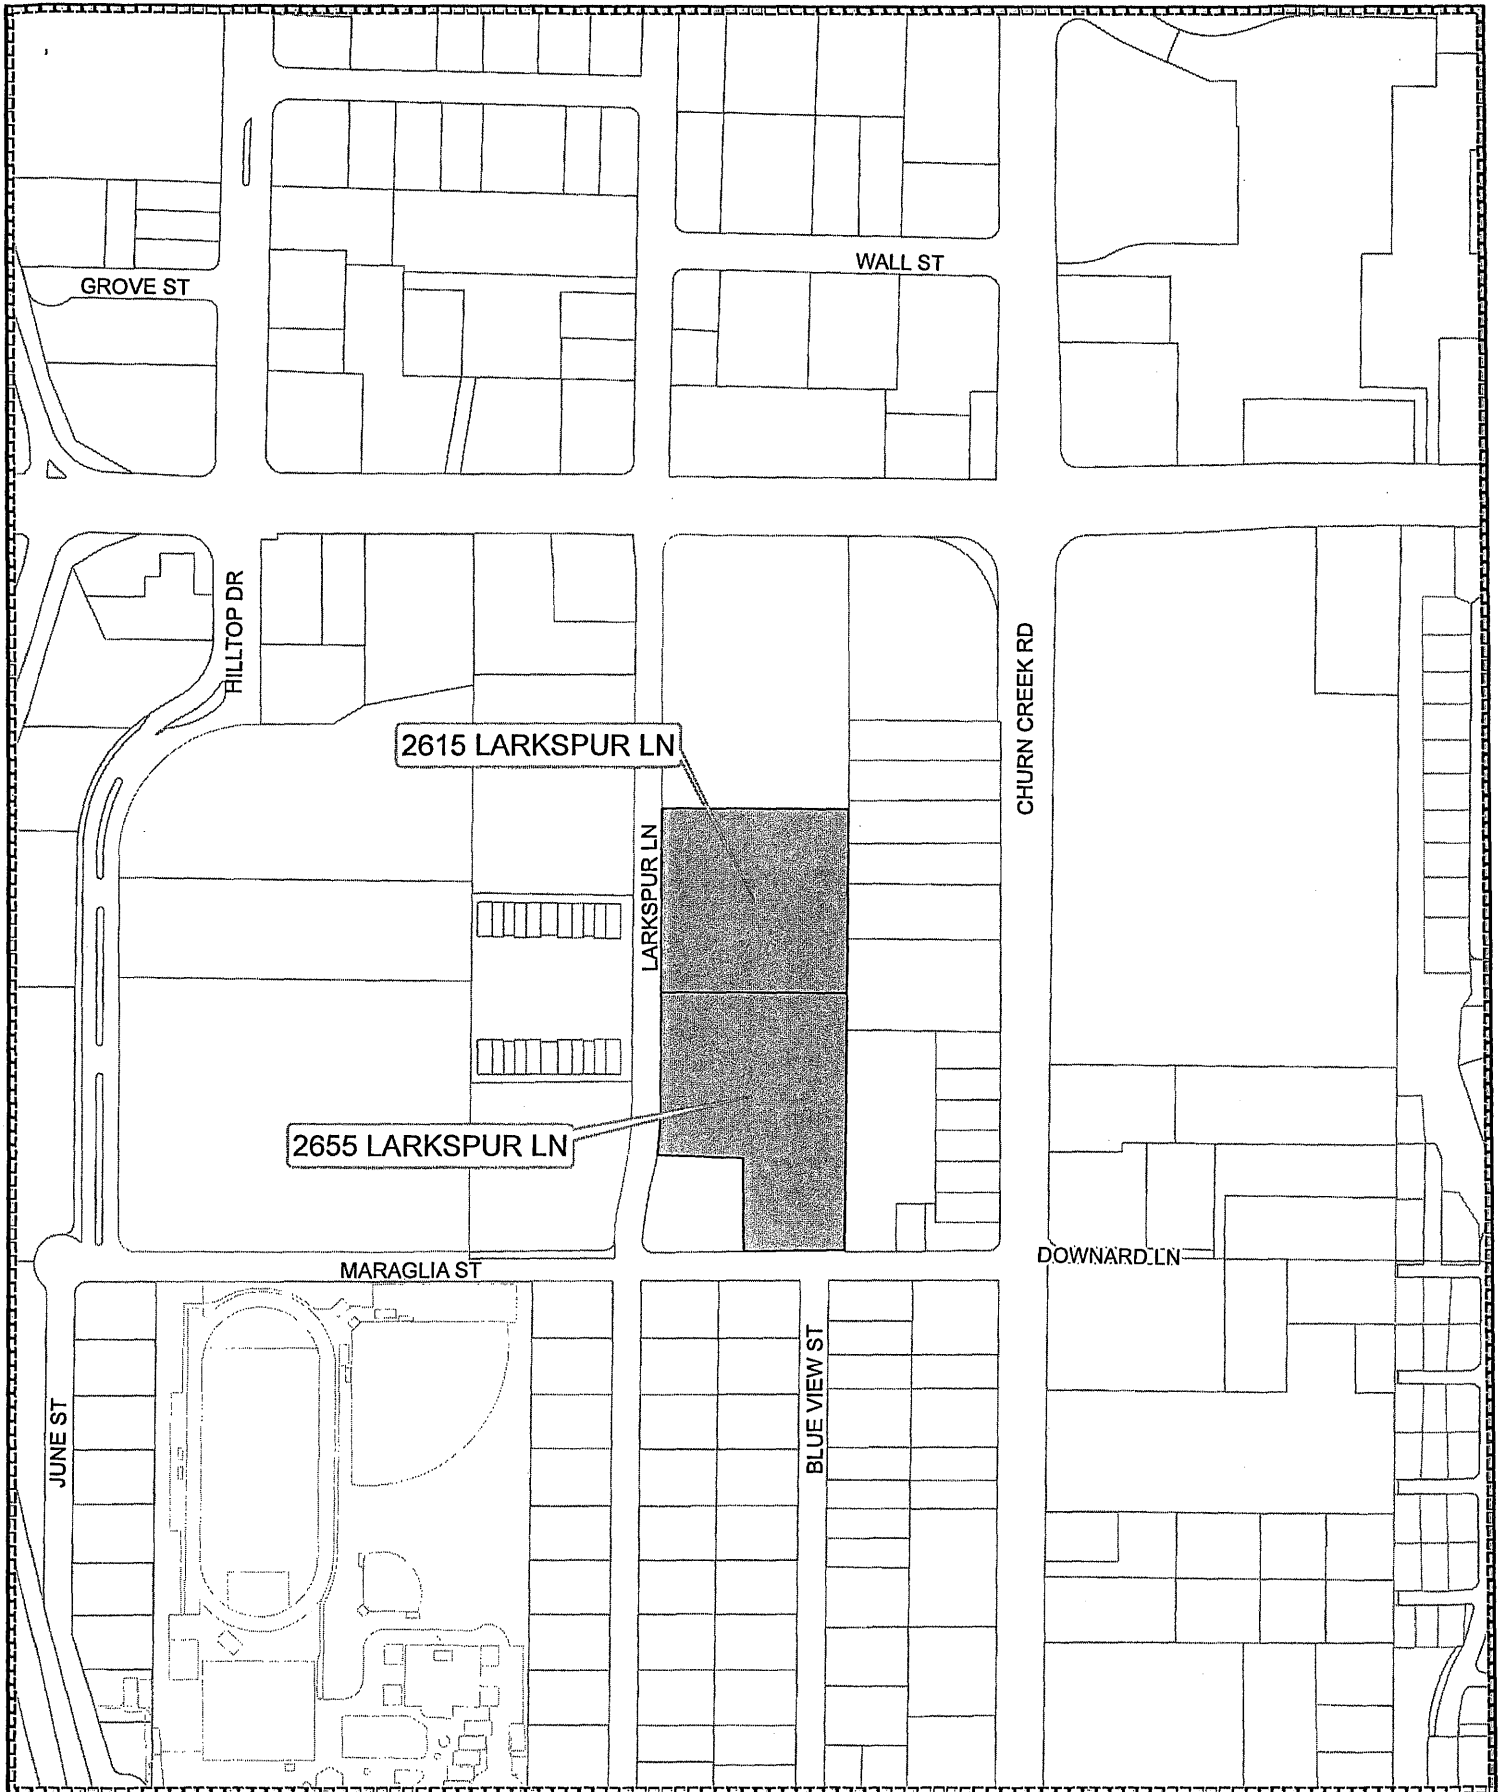 WALL ST
GROVE ST
HILLTOP DR
CHURN CREEK RD
2615 LARKSPUR LN
LARKSPUR LN
2655 LARKSPUR LN
DOWNARD LN
MARAGLIA ST
BLUE VIEW ST
JUNE ST